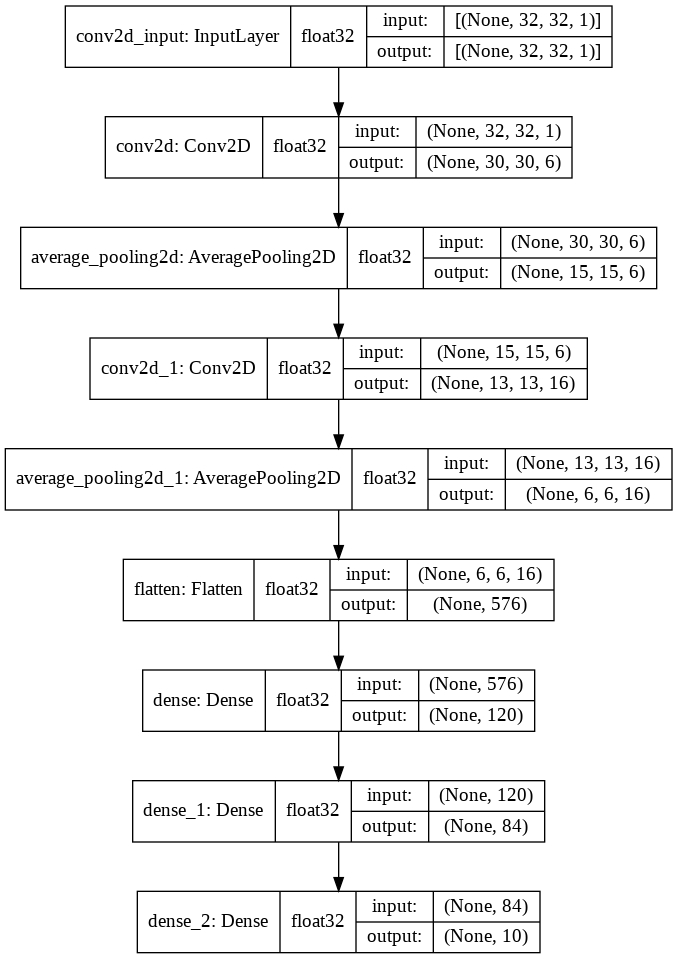 conv2d_input: InputLayer float32 input: [(None, 32, 32, 1)]
output: [(None, 32, 32, 1)]
conv2d: Conv2D float32 input: (None, 32, 32, 1)
output: (None, 30, 30, 6)
average_pooling2d: AveragePooling2D float32 input: (None, 30, 30, 6)
output: (None, 15, 15, 6)
conv2d_1: Conv2D float32 input: (None, 15, 15, 6)
output: (None, 13, 13, 16)
average_pooling2d_1: AveragePooling2D float32 input: (None, 13, 13, 16)
output: (None, 6, 6, 16)
flatten: Flatten float32 input: (None, 6, 6, 16)
output: (None, 576)
dense: Dense float32 input: (None, 576)
output: (None, 120)
dense_1: Dense float32 input: (None, 120)
output: (None, 84)
dense_2: Dense float32 input: (None, 84)
output: (None, 10)